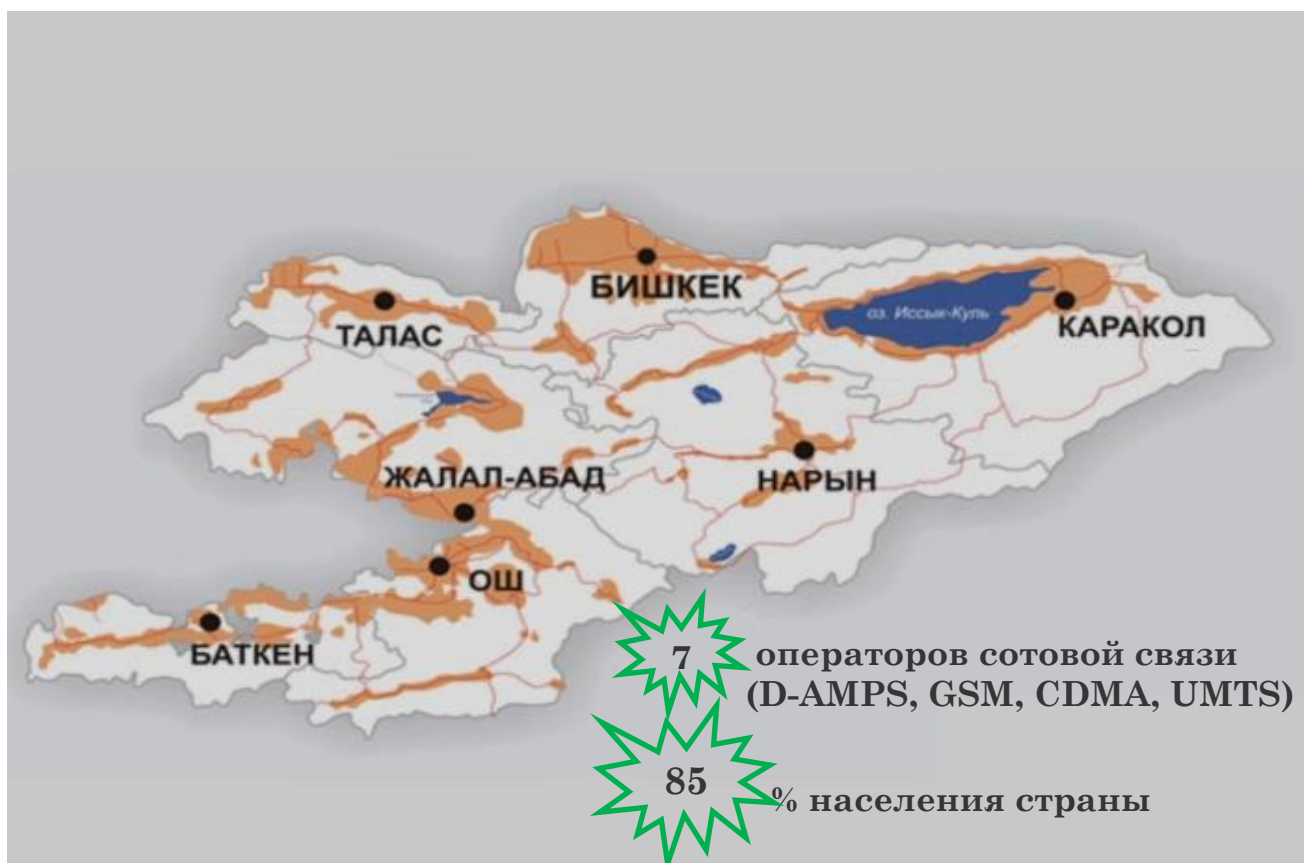 БИШКЕК
ТАЛАС
оз. Иссык-Куль
КАРАКОЛ
ЖАЛАЛ-АБАД
НАРЫН
ОШ
БАТКЕН
7 операторов сотовой связи
(D-AMPS, GSM, CDMA, UMTS)
85 % населения страны